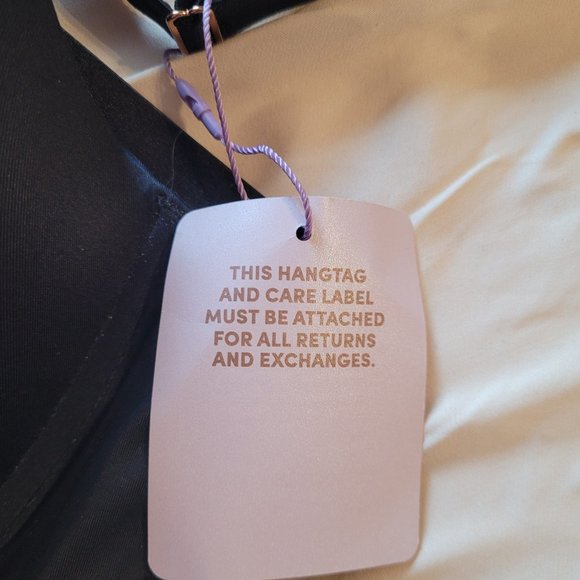 THIS HANGTAG
AND CARE LABEL
MUST BE ATTACHED
FOR ALL RETURNS
AND EXCHANGES.